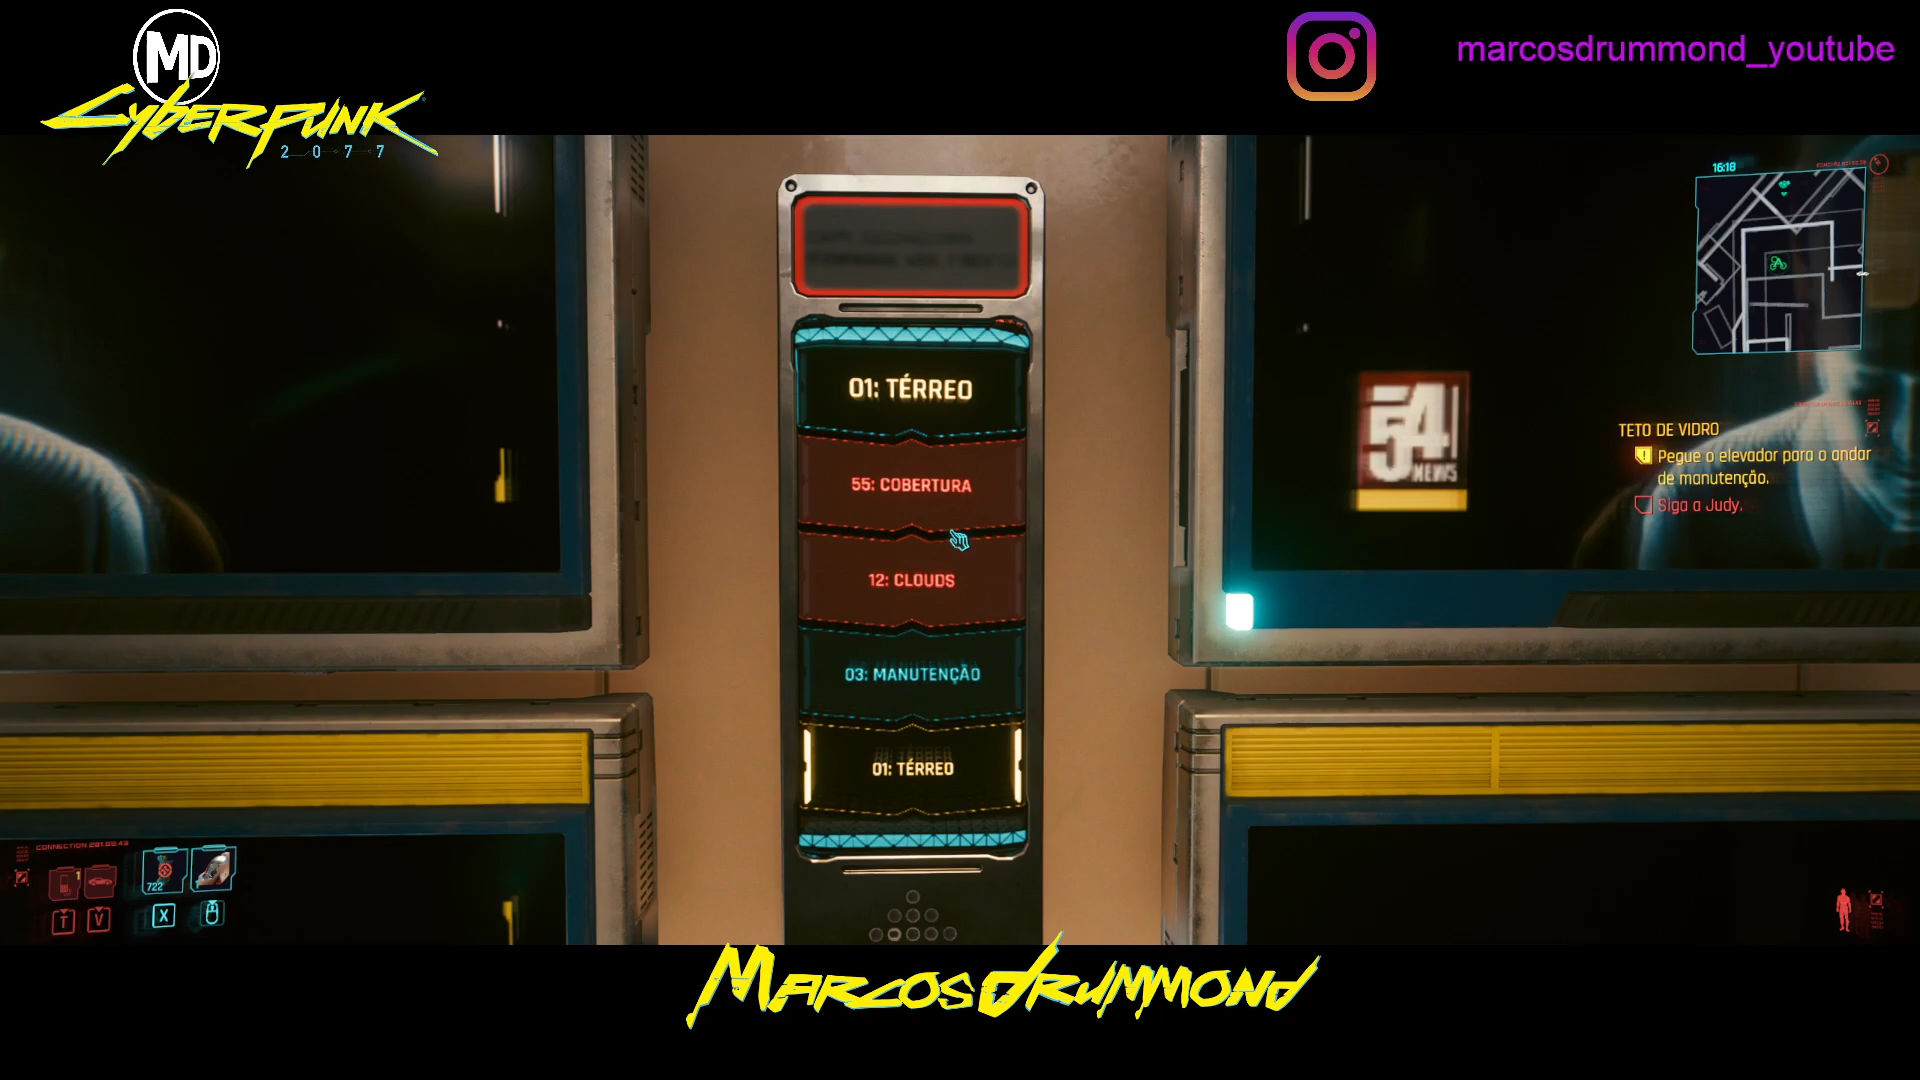 MD
Cyberpunk
2077
marcosdrummond_youtube
16:18
01: TÉRREO
55: COBERTURA
12: CLOUDS
03: MANUTENÇÃO
01: TÉRREO
54
NEWS
TETO DE VIDRO
Pegue o elevador para o andar
de manutenção.
Siga a Judy.
1
722
T
V
X
MARCOSDRUMMOND